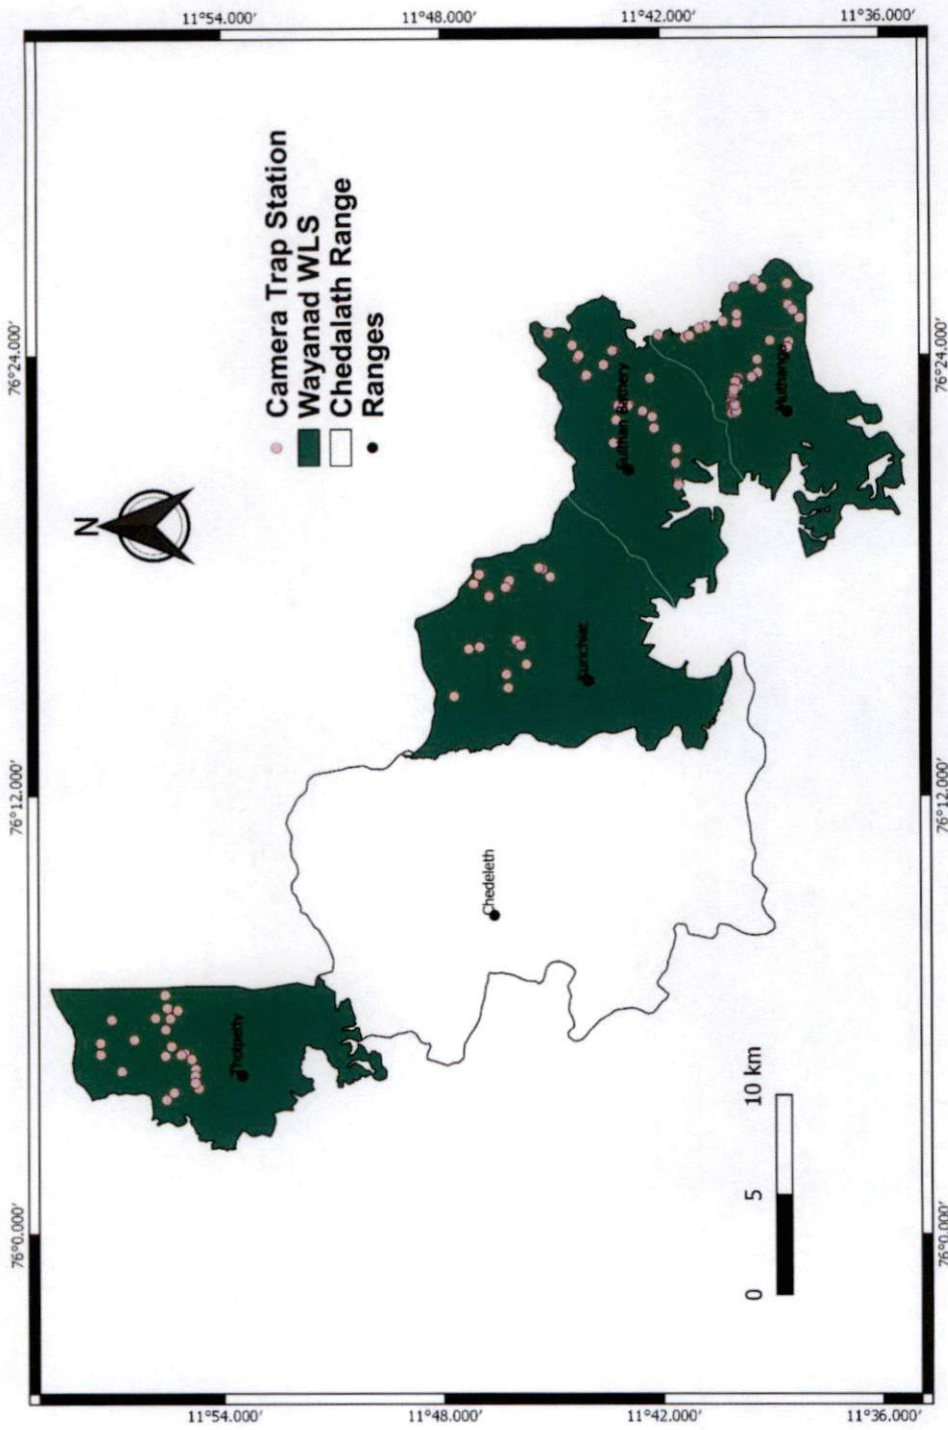 11°54.000'
11°48.000'
11°42.000'
11°36.000'
76°24.000'
76°24.000'
76°12.000'
76°12.000'
76°0.000'
76°0.000'
N
Camera Trap Station
Wayanad WLS
Chedalath Range
Ranges
Tholpetty
Chedeleth
Kurichiat
Sulthan Bathery
Muthanga
0 5 10 km
11°54.000'
11°48.000'
11°42.000'
11°36.000'